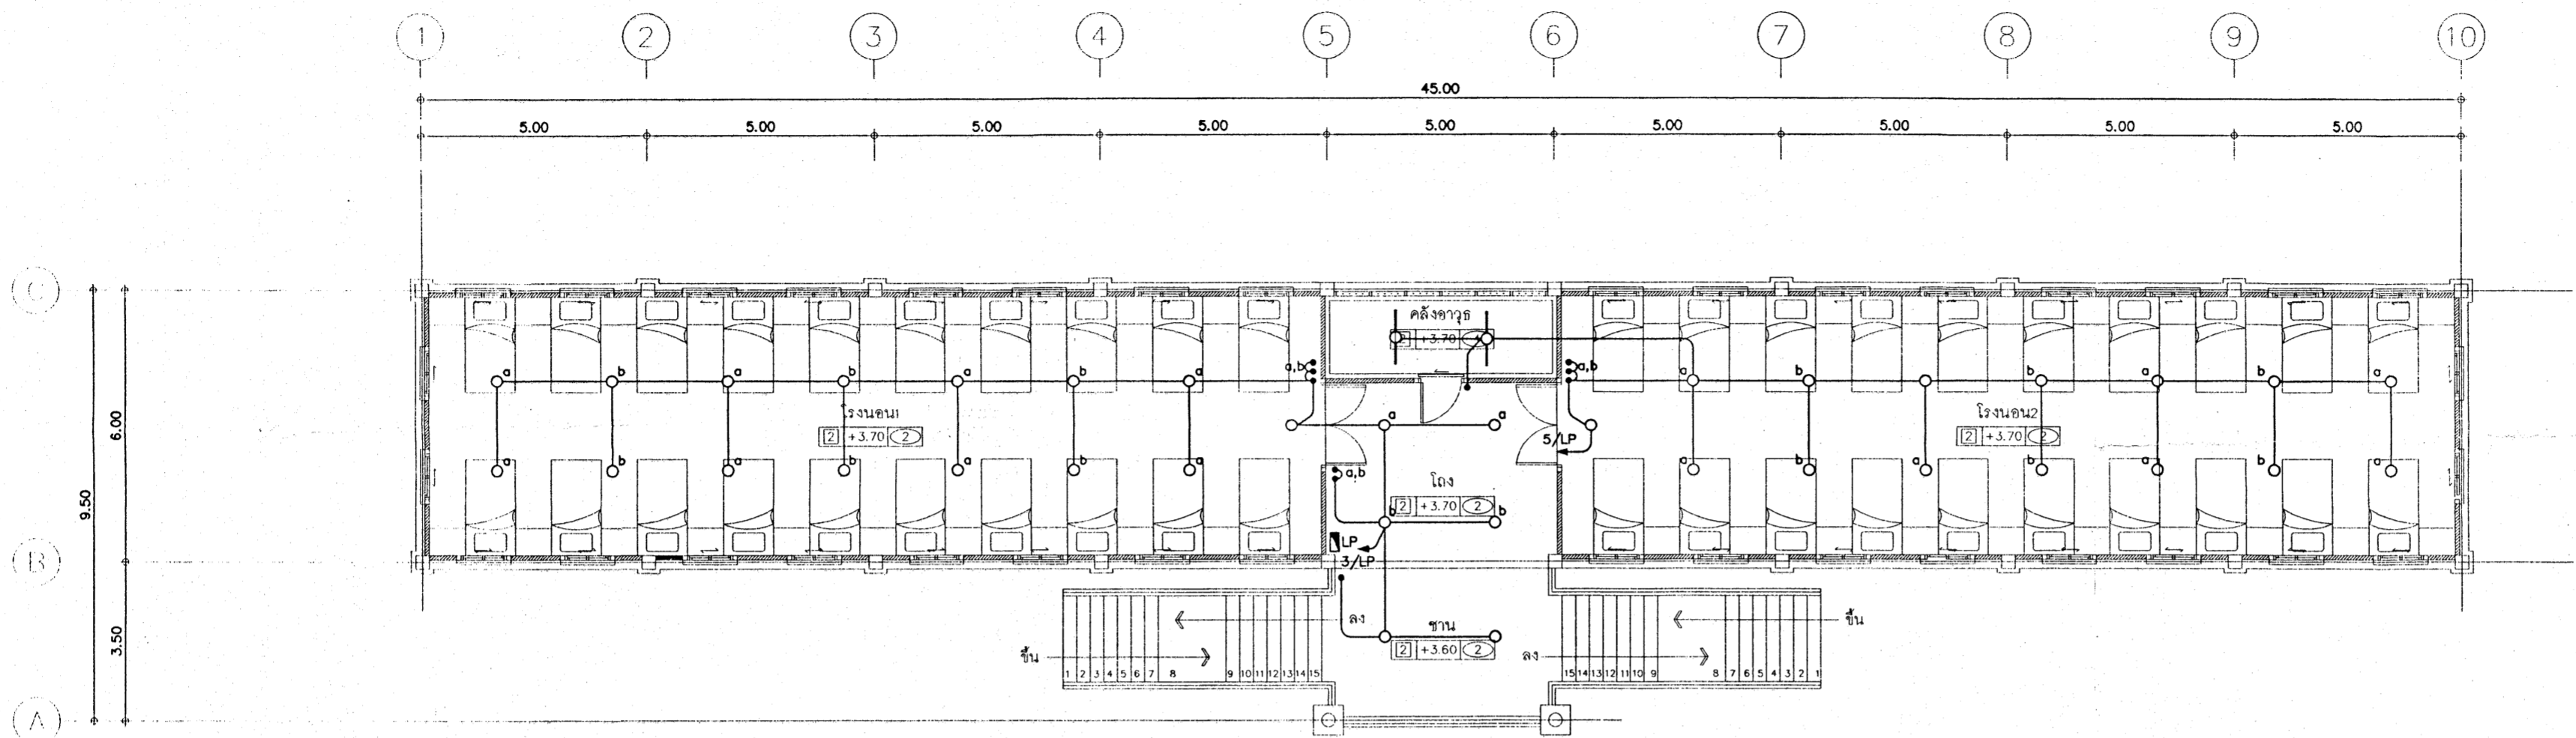 1 2 3 4 5 6 7 8 9 10
45.00
5.00 5.00 5.00 5.00 5.00 5.00 5.00 5.00 5.00
C
คลังอาวุธ
2 +3.70 2
a b a b a b a
a,b
a,b
a b b a b a
โรงนอน1
2 +3.70 2
a a
โรงนอน2
2 +3.70 2
6.00
5/LP
a b a b a b a
a,b
a b a b a b a
โถง
2 +3.70 2
b b
9.50
LP
3/LP
B
3.50
ลง
ชาน
2 +3.60 2
ขึ้น
ขึ้น
ลง
1 2 3 4 5 6 7 8 9 10 11 12 13 14 15
15 14 13 12 11 10 9 8 7 6 5 4 3 2 1
A